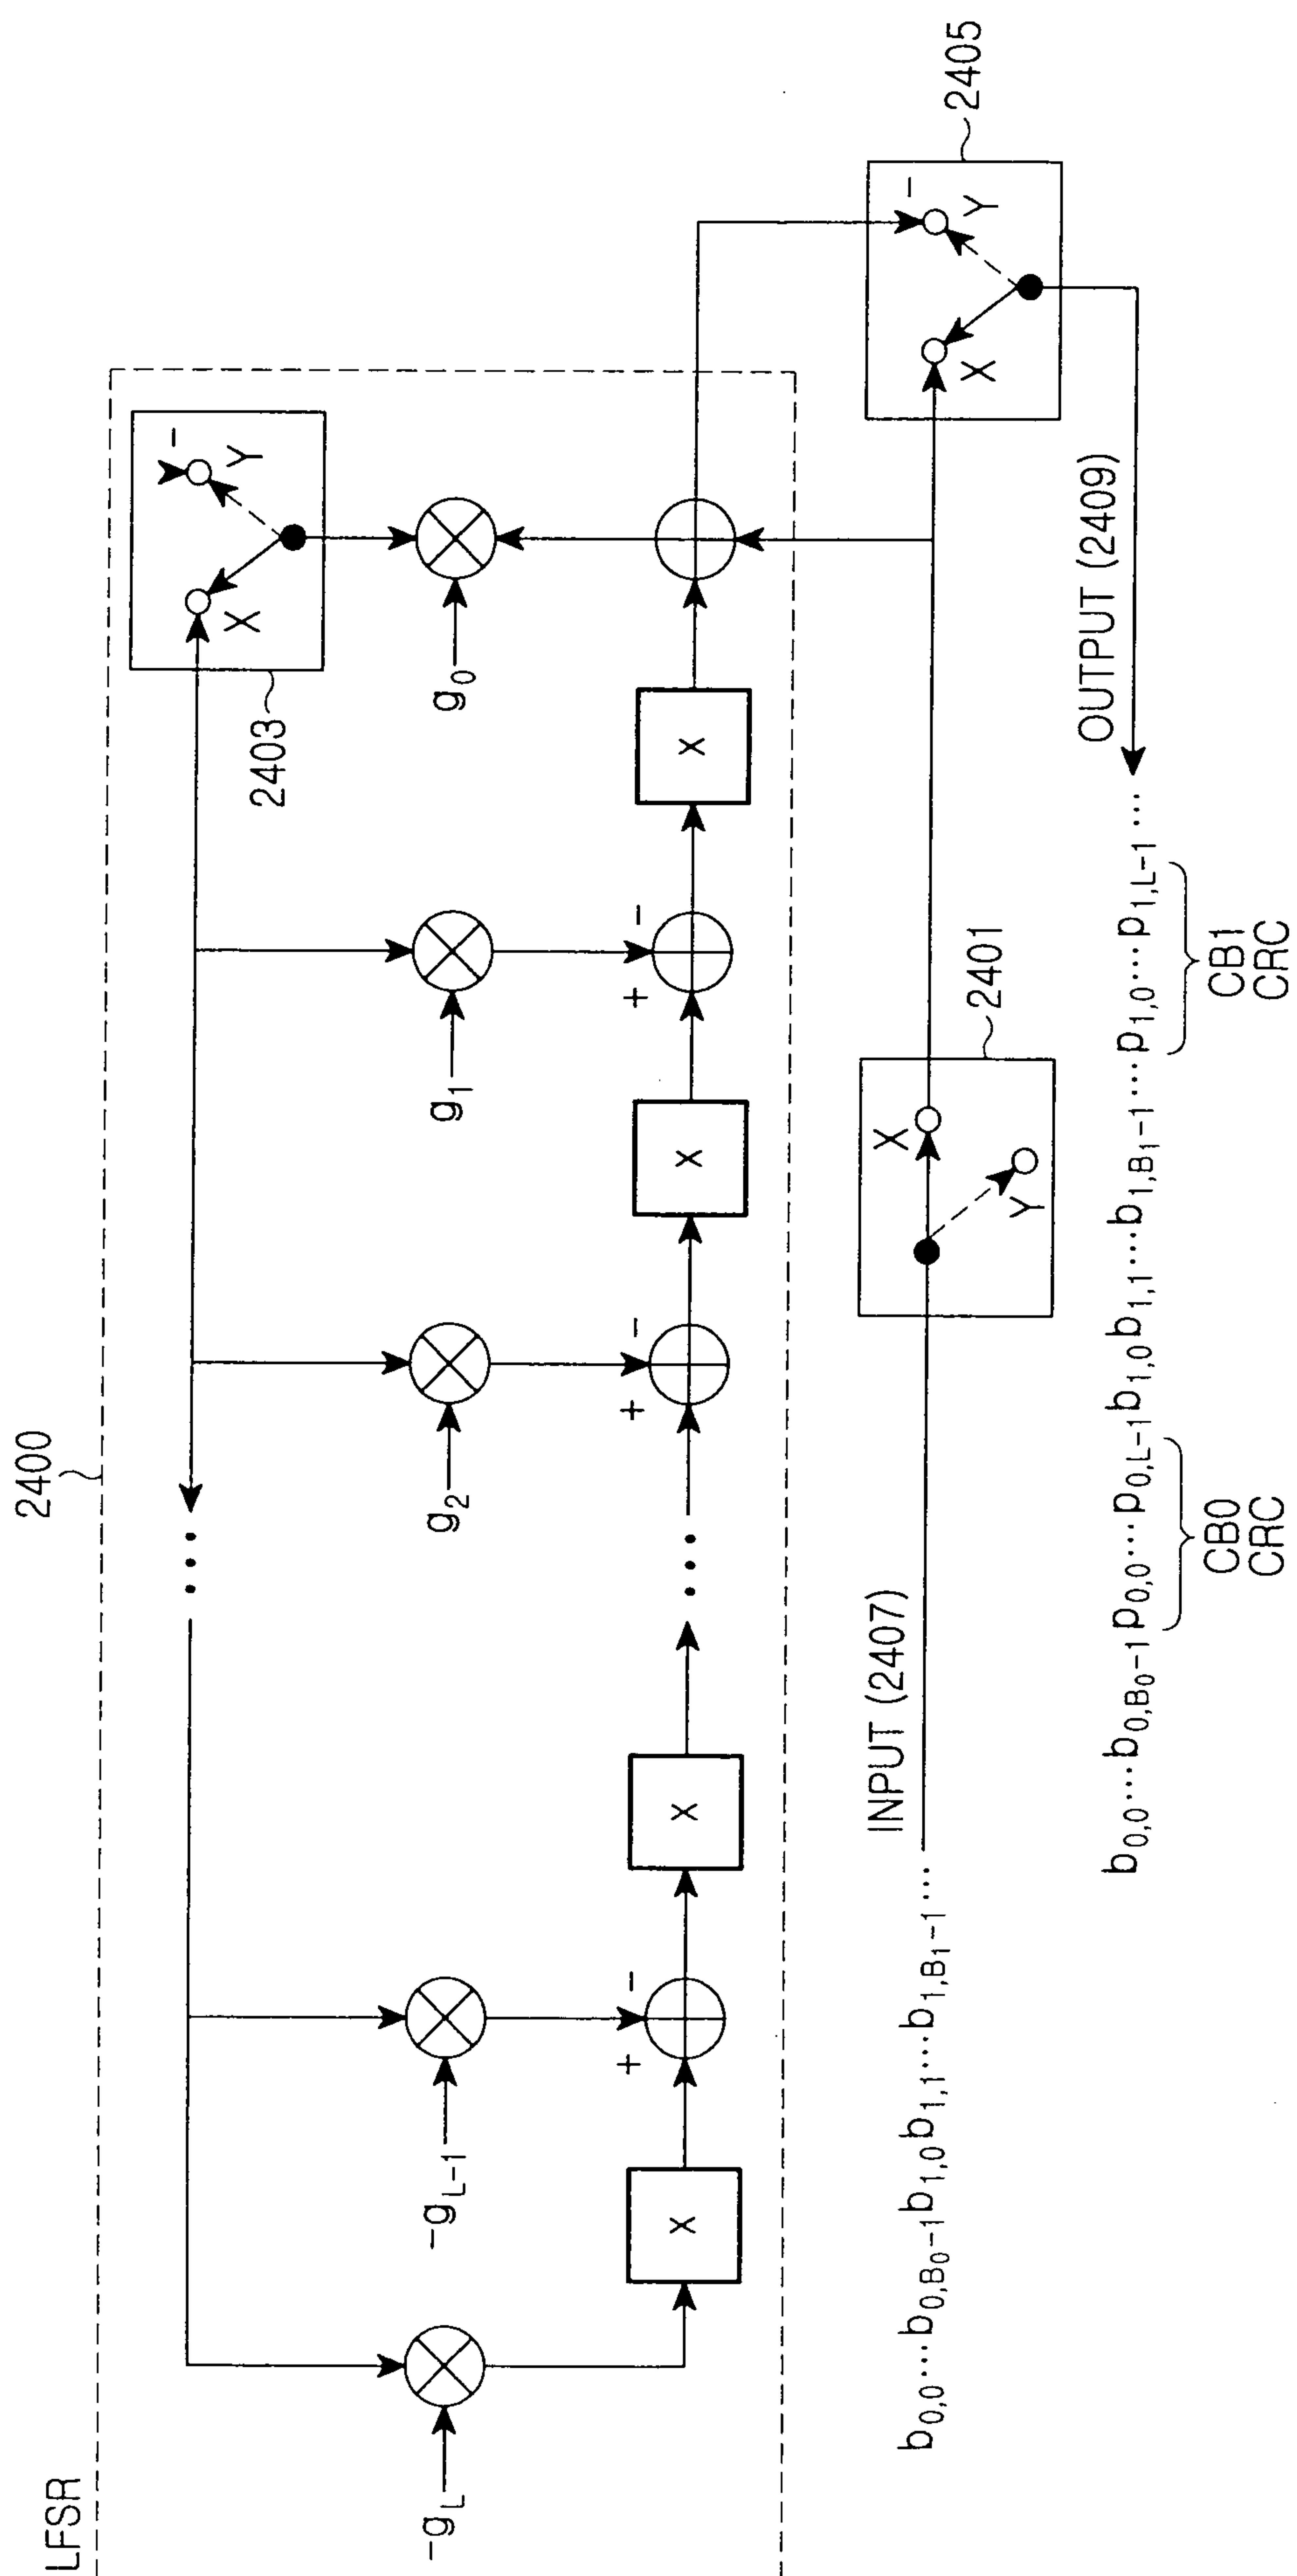 LFSR
2400
X
Y
-
2403
-g_L
-g_{L-1}
g_2
g_1
g_0
+
-
+
-
+
-
x
x
x
x
INPUT (2407)
b_{0,0}···b_{0,B_0-1}b_{1,0}b_{1,1}···b_{1,B_1-1}···
X
Y
2401
X
Y
-
2405
OUTPUT (2409)
b_{0,0}···b_{0,B_0-1}p_{0,0}···p_{0,L-1}b_{1,0}b_{1,1}···b_{1,B_1-1}···p_{1,0}···p_{1,L-1}···
CB0
CRC
CB1
CRC